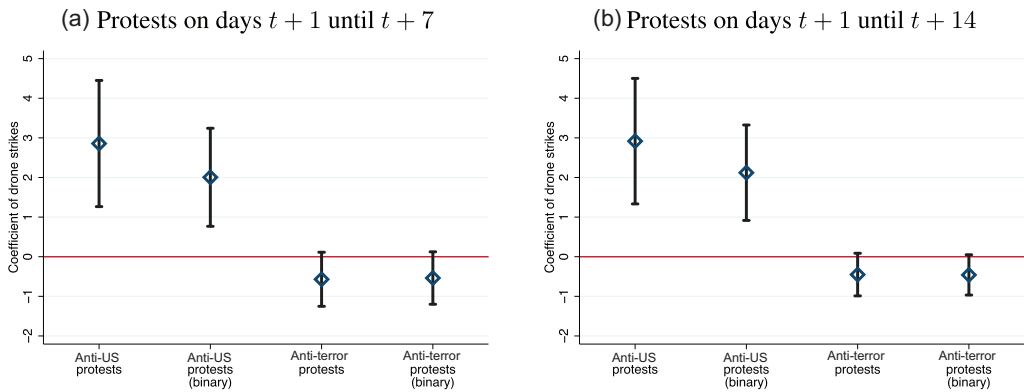 (a) Protests on days t + 1 until t + 7
Coefficient of drone strikes
5
4
3
2
1
0
−1
−2
Anti-US
protests
Anti-US
protests
(binary)
Anti-terror
protests
Anti-terror
protests
(binary)
(b) Protests on days t + 1 until t + 14
Coefficient of drone strikes
5
4
3
2
1
0
−1
−2
Anti-US
protests
Anti-US
protests
(binary)
Anti-terror
protests
Anti-terror
protests
(binary)